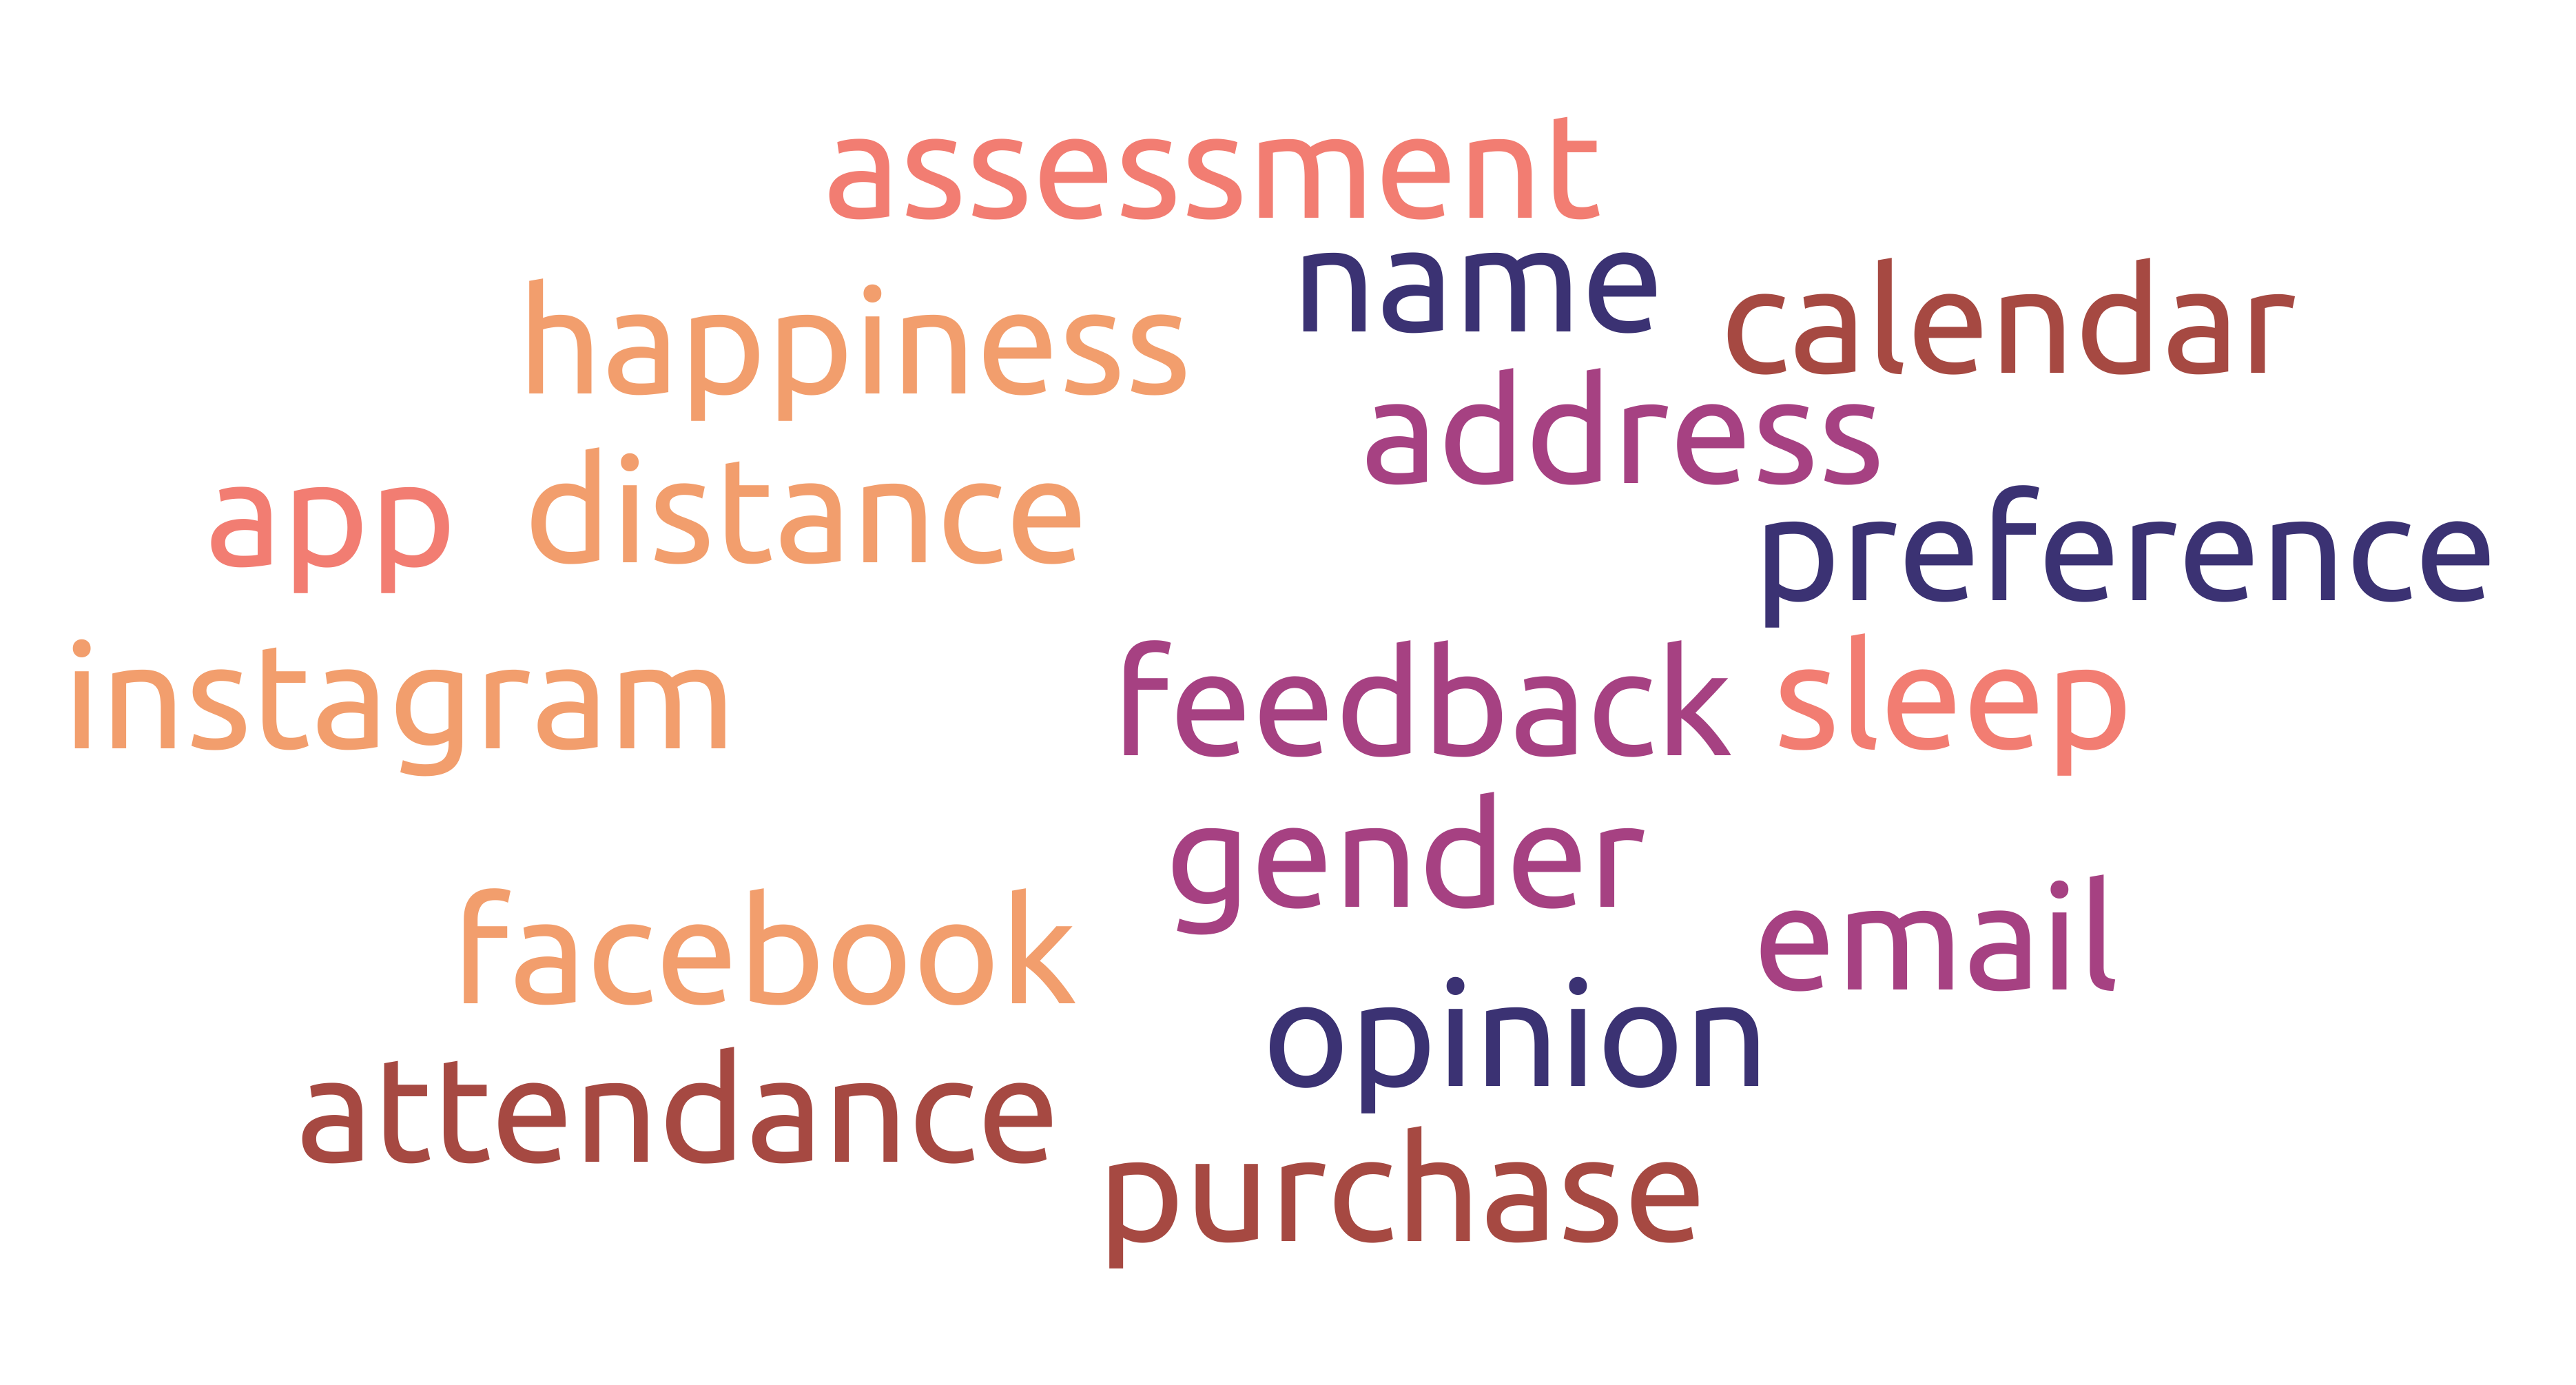 assessment
name
calendar
happiness
address
app
distance
preference
instagram
feedback
sleep
gender
facebook
email
opinion
attendance
purchase